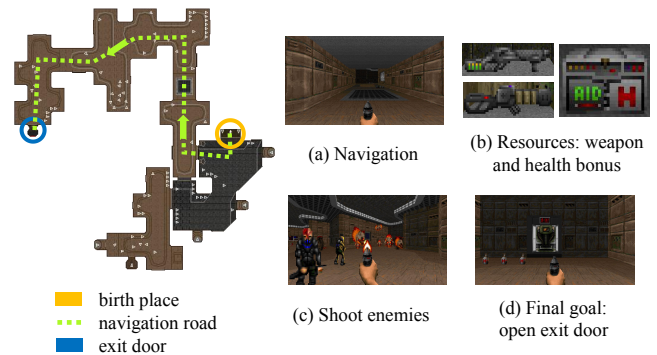 (a) Navigation
AID H
(b) Resources: weapon
and health bonus
(c) Shoot enemies
(d) Final goal:
open exit door
birth place
navigation road
exit door